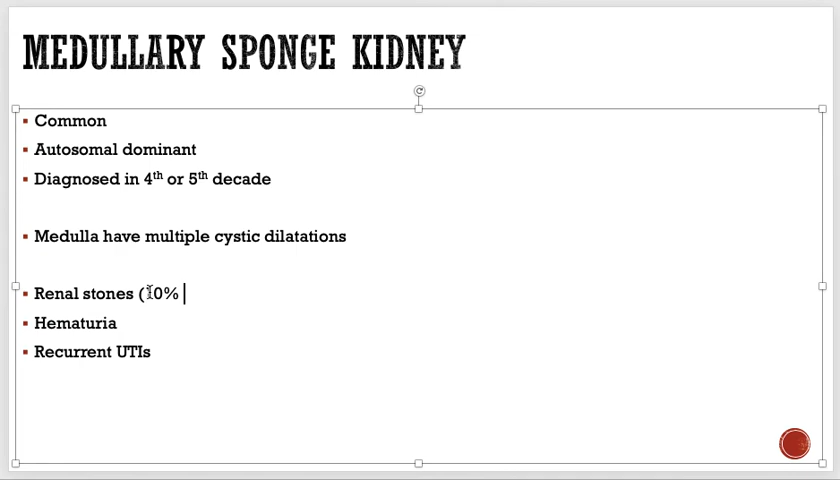 MEDULLARY SPONGE KIDNEY
Common
Autosomal dominant
Diagnosed in 4th or 5th decade
Medulla have multiple cystic dilatations
Renal stones (
Hematuria
Recurrent UTIs